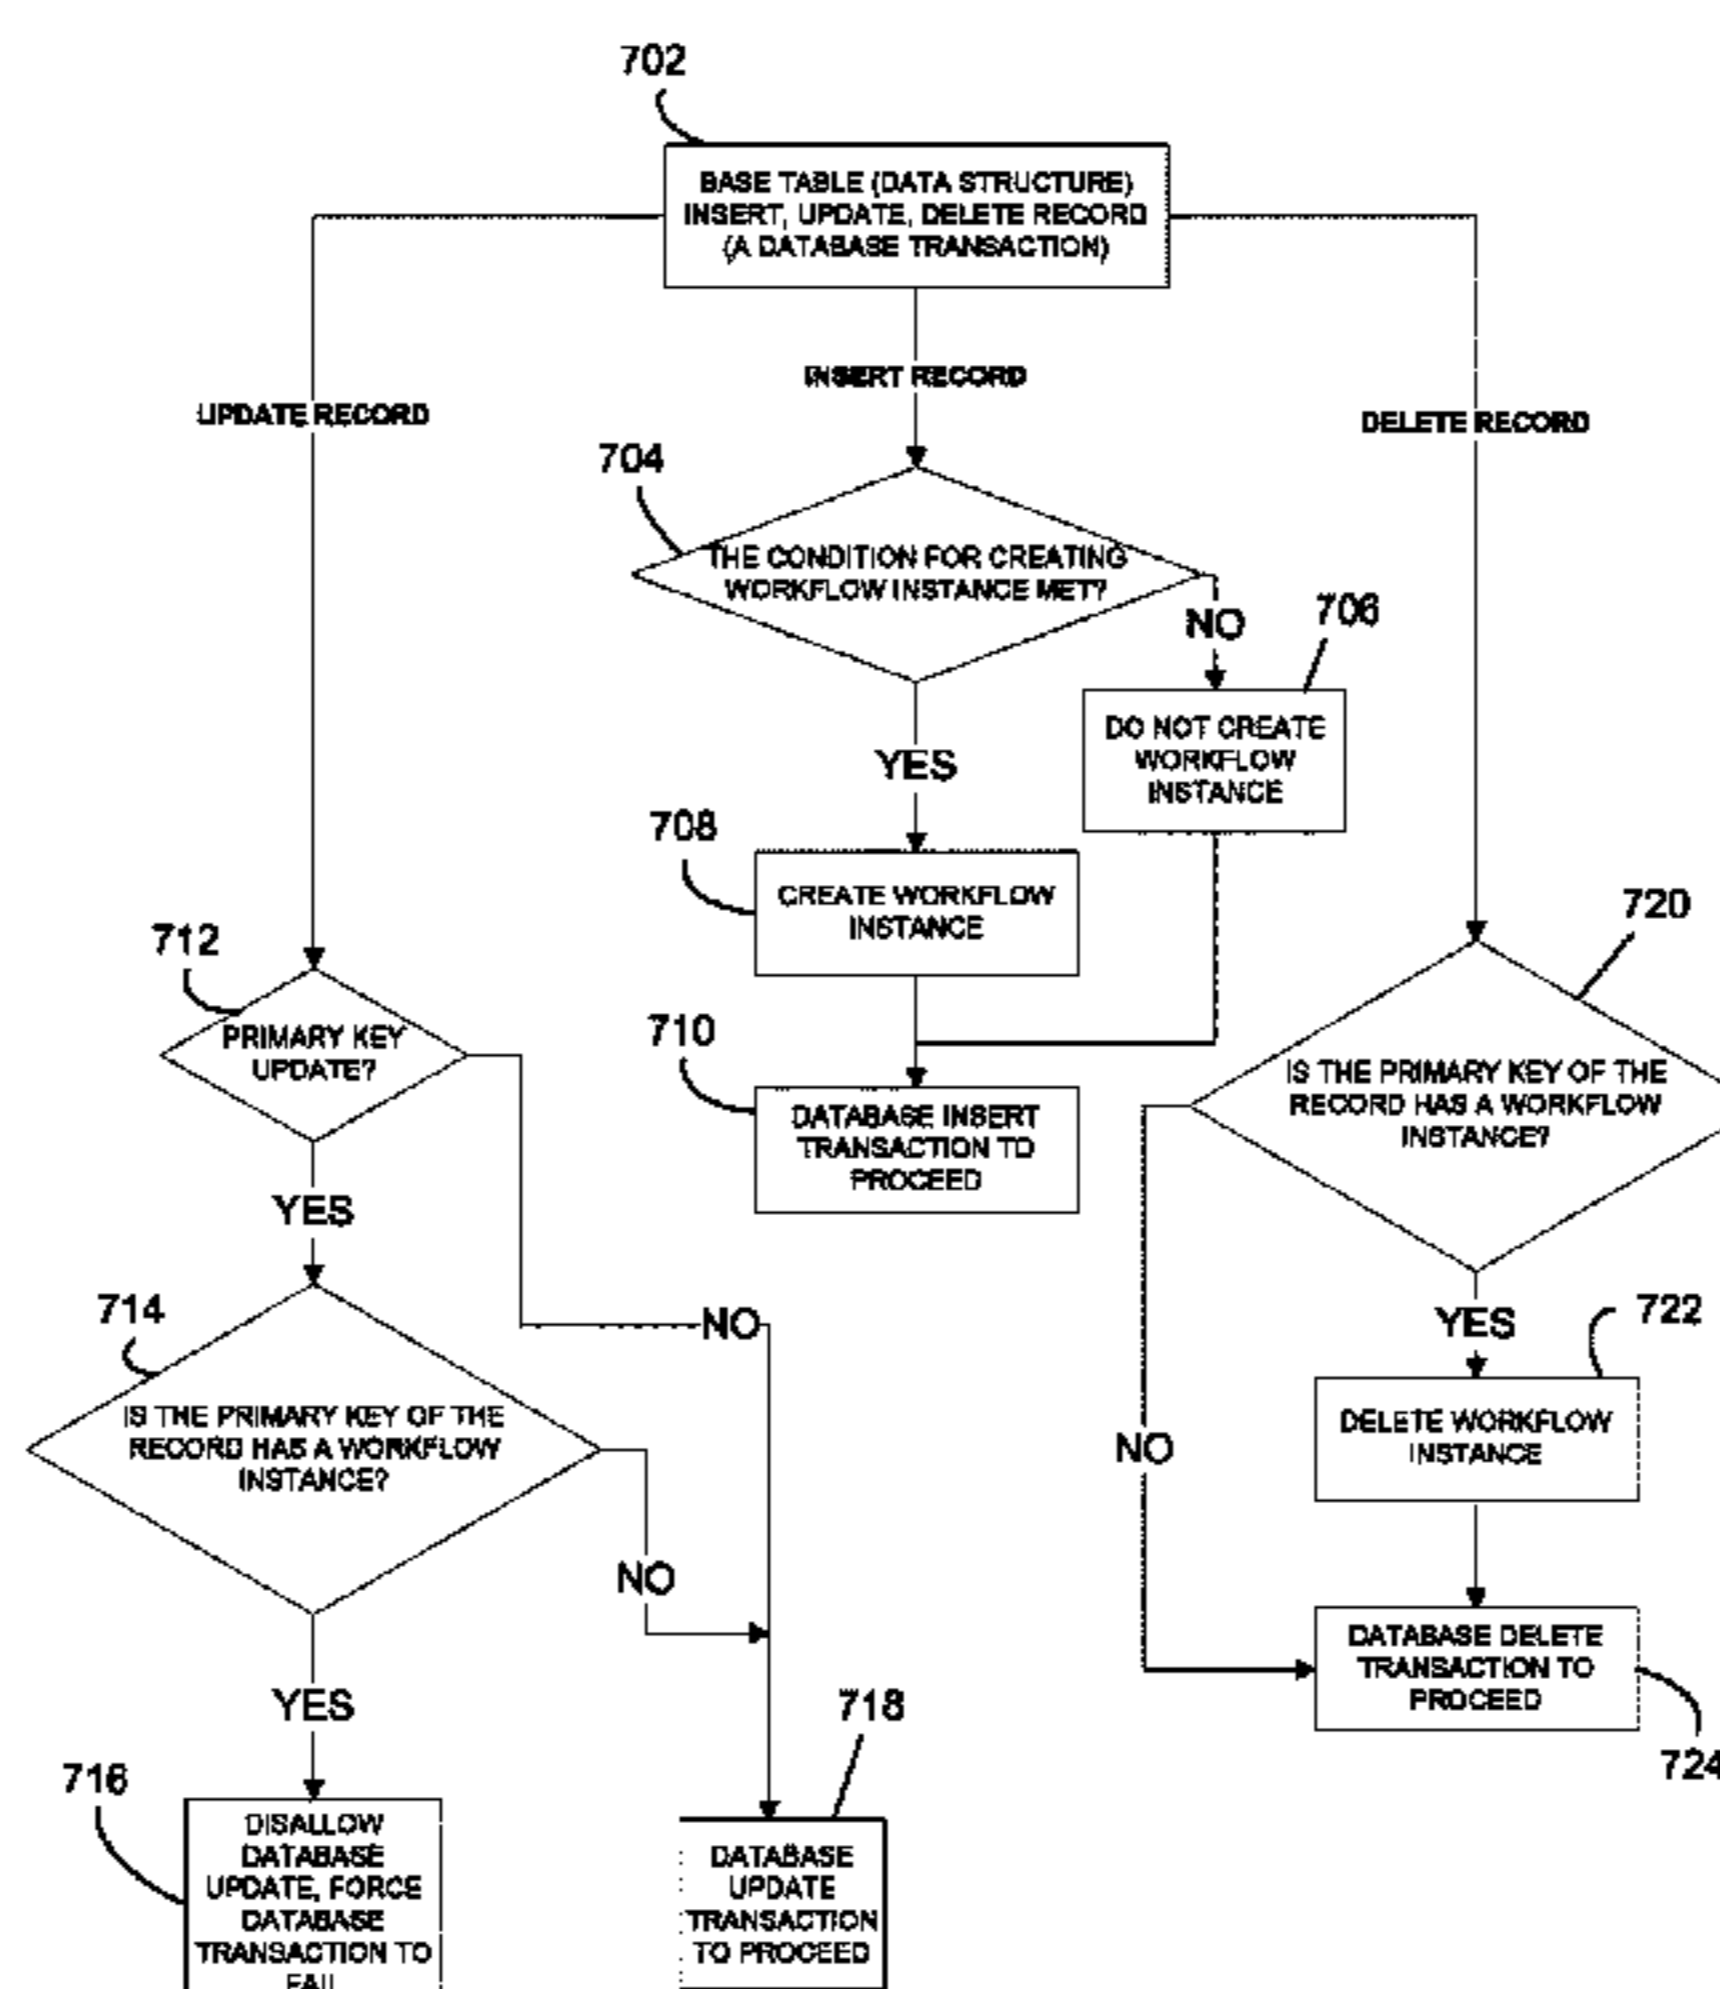 702
BASE TABLE (DATA STRUCTURE)
INSERT, UPDATE, DELETE RECORD
(A DATABASE TRANSACTION)
INSERT RECORD
UPDATE RECORD
DELETE RECORD
704
THE CONDITION FOR CREATING
WORKFLOW INSTANCE MET?
NO
706
DO NOT CREATE
WORKFLOW
INSTANCE
YES
708
CREATE WORKFLOW
INSTANCE
720
712
PRIMARY KEY
UPDATE?
710
DATABASE INSERT
TRANSACTION TO
PROCEED
IS THE PRIMARY KEY OF THE
RECORD HAS A WORKFLOW
INSTANCE?
YES
714
NO
YES
722
IS THE PRIMARY KEY OF THE
RECORD HAS A WORKFLOW
INSTANCE?
NO
DELETE WORKFLOW
INSTANCE
NO
DATABASE DELETE
TRANSACTION TO
PROCEED
YES
718
724
716
DISALLOW
DATABASE
UPDATE, FORCE
DATABASE
TRANSACTION TO
FAIL
DATABASE
UPDATE
TRANSACTION
TO PROCEED